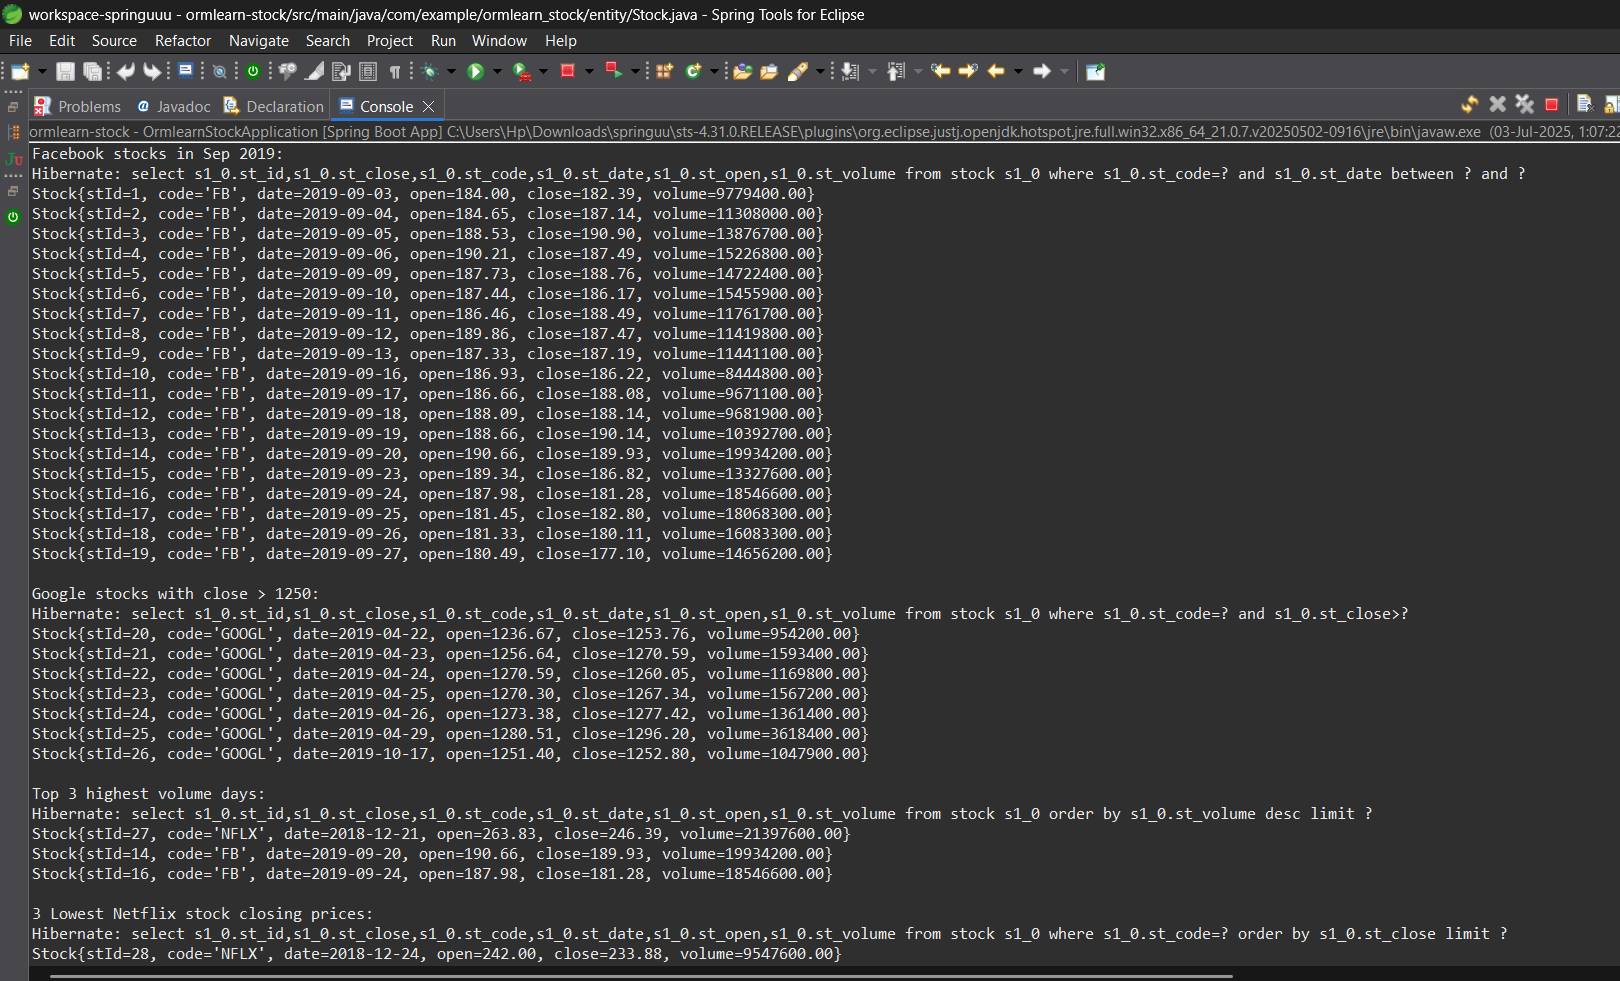 workspace-springuuu - ormlearn-stock/src/main/java/com/example/ormlearn_stock/entity/Stock.java - Spring Tools for Eclipse
File Edit Source Refactor Navigate Search Project Run Window Help
Problems @ Javadoc Declaration Console
ormlearn-stock - OrmlearnStockApplication [Spring Boot App] C:\Users\Hp\Downloads\springuu\sts-4.31.0.RELEASE\plugins\org.eclipse.justj.openjdk.hotspot.jre.full.win32.x86_64_21.0.7.v20250502-0916\jre\bin\javaw.exe (03-Jul-2025, 1:07:22
Ju
Facebook stocks in Sep 2019:
Hibernate: select s1_0.st_id,s1_0.st_close,s1_0.st_code,s1_0.st_date,s1_0.st_open,s1_0.st_volume from stock s1_0 where s1_0.st_code=? and s1_0.st_date between ? and ?
Stock{stId=1, code='FB', date=2019-09-03, open=184.00, close=182.39, volume=9779400.00}
Stock{stId=2, code='FB', date=2019-09-04, open=184.65, close=187.14, volume=11308000.00}
Stock{stId=3, code='FB', date=2019-09-05, open=188.53, close=190.90, volume=13876700.00}
Stock{stId=4, code='FB', date=2019-09-06, open=190.21, close=187.49, volume=15226800.00}
Stock{stId=5, code='FB', date=2019-09-09, open=187.73, close=188.76, volume=14722400.00}
Stock{stId=6, code='FB', date=2019-09-10, open=187.44, close=186.17, volume=15455900.00}
Stock{stId=7, code='FB', date=2019-09-11, open=186.46, close=188.49, volume=11761700.00}
Stock{stId=8, code='FB', date=2019-09-12, open=189.86, close=187.47, volume=11419800.00}
Stock{stId=9, code='FB', date=2019-09-13, open=187.33, close=187.19, volume=11441100.00}
Stock{stId=10, code='FB', date=2019-09-16, open=186.93, close=186.22, volume=8444800.00}
Stock{stId=11, code='FB', date=2019-09-17, open=186.66, close=188.08, volume=9671100.00}
Stock{stId=12, code='FB', date=2019-09-18, open=188.09, close=188.14, volume=9681900.00}
Stock{stId=13, code='FB', date=2019-09-19, open=188.66, close=190.14, volume=10392700.00}
Stock{stId=14, code='FB', date=2019-09-20, open=190.66, close=189.93, volume=19934200.00}
Stock{stId=15, code='FB', date=2019-09-23, open=189.34, close=186.82, volume=13327600.00}
Stock{stId=16, code='FB', date=2019-09-24, open=187.98, close=181.28, volume=18546600.00}
Stock{stId=17, code='FB', date=2019-09-25, open=181.45, close=182.80, volume=18068300.00}
Stock{stId=18, code='FB', date=2019-09-26, open=181.33, close=180.11, volume=16083300.00}
Stock{stId=19, code='FB', date=2019-09-27, open=180.49, close=177.10, volume=14656200.00}
Google stocks with close > 1250:
Hibernate: select s1_0.st_id,s1_0.st_close,s1_0.st_code,s1_0.st_date,s1_0.st_open,s1_0.st_volume from stock s1_0 where s1_0.st_code=? and s1_0.st_close>?
Stock{stId=20, code='GOOGL', date=2019-04-22, open=1236.67, close=1253.76, volume=954200.00}
Stock{stId=21, code='GOOGL', date=2019-04-23, open=1256.64, close=1270.59, volume=1593400.00}
Stock{stId=22, code='GOOGL', date=2019-04-24, open=1270.59, close=1260.05, volume=1169800.00}
Stock{stId=23, code='GOOGL', date=2019-04-25, open=1270.30, close=1267.34, volume=1567200.00}
Stock{stId=24, code='GOOGL', date=2019-04-26, open=1273.38, close=1277.42, volume=1361400.00}
Stock{stId=25, code='GOOGL', date=2019-04-29, open=1280.51, close=1296.20, volume=3618400.00}
Stock{stId=26, code='GOOGL', date=2019-10-17, open=1251.40, close=1252.80, volume=1047900.00}
Top 3 highest volume days:
Hibernate: select s1_0.st_id,s1_0.st_close,s1_0.st_code,s1_0.st_date,s1_0.st_open,s1_0.st_volume from stock s1_0 order by s1_0.st_volume desc limit ?
Stock{stId=27, code='NFLX', date=2018-12-21, open=263.83, close=246.39, volume=21397600.00}
Stock{stId=14, code='FB', date=2019-09-20, open=190.66, close=189.93, volume=19934200.00}
Stock{stId=16, code='FB', date=2019-09-24, open=187.98, close=181.28, volume=18546600.00}
3 Lowest Netflix stock closing prices:
Hibernate: select s1_0.st_id,s1_0.st_close,s1_0.st_code,s1_0.st_date,s1_0.st_open,s1_0.st_volume from stock s1_0 where s1_0.st_code=? order by s1_0.st_close limit ?
Stock{stId=28, code='NFLX', date=2018-12-24, open=242.00, close=233.88, volume=9547600.00}